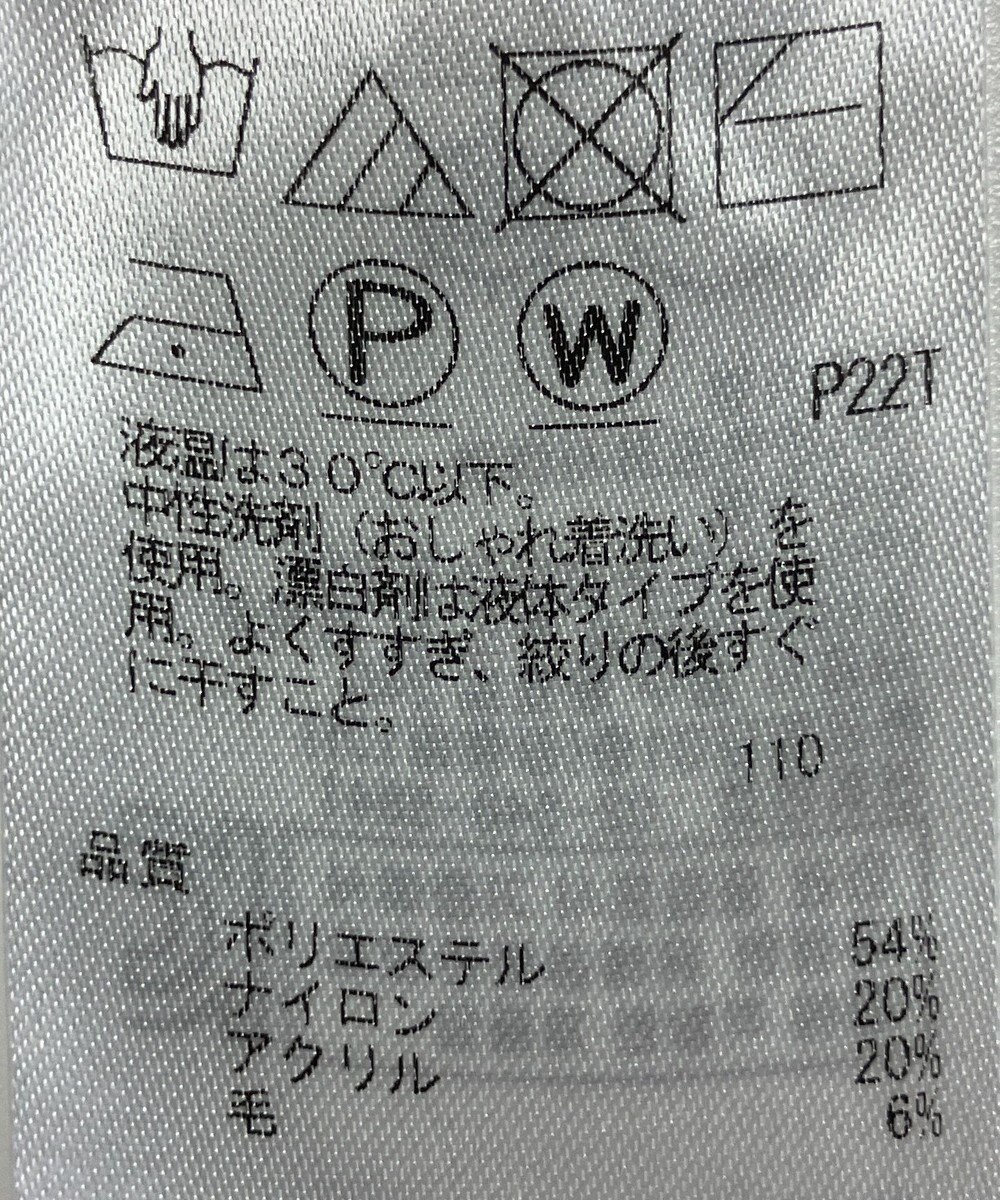 P W P22T
液温は30℃以下。
中性洗剤（おしゃれ着洗い）を
使用。漂白剤は液体タイプを使
用。よくすすぎ、絞りの後すぐ
に干すこと。
110
品質
ポリエステル 54%
ナイロン 20%
アクリル 20%
毛 6%